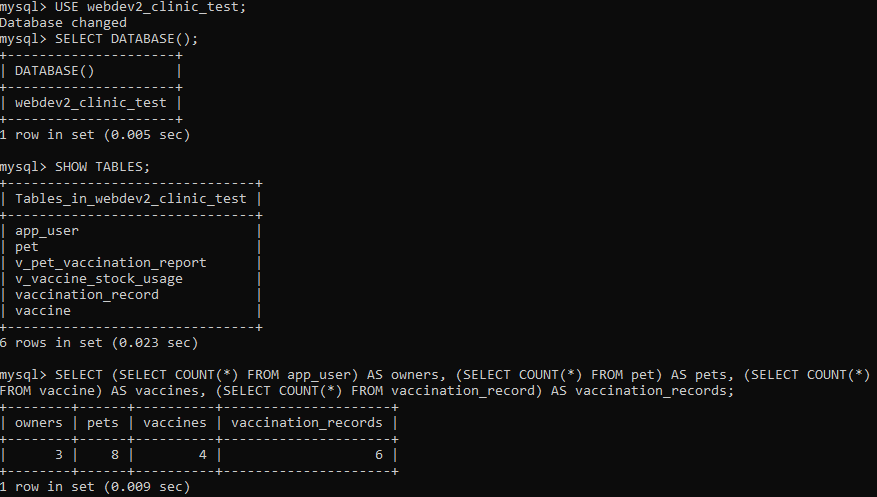 mysql> USE webdev2_clinic_test;
Database changed
mysql> SELECT DATABASE();
+---------------------+
| DATABASE()          |
+---------------------+
| webdev2_clinic_test |
+---------------------+
1 row in set (0.005 sec)

mysql> SHOW TABLES;
+-------------------------------+
| Tables_in_webdev2_clinic_test |
+-------------------------------+
| app_user                      |
| pet                           |
| v_pet_vaccination_report      |
| v_vaccine_stock_usage         |
| vaccination_record            |
| vaccine                       |
+-------------------------------+
6 rows in set (0.023 sec)

mysql> SELECT (SELECT COUNT(*) FROM app_user) AS owners, (SELECT COUNT(*) FROM pet) AS pets, (SELECT COUNT(*)
FROM vaccine) AS vaccines, (SELECT COUNT(*) FROM vaccination_record) AS vaccination_records;
+--------+------+----------+---------------------+
| owners | pets | vaccines | vaccination_records |
+--------+------+----------+---------------------+
|      3 |    8 |        4 |                   6 |
+--------+------+----------+---------------------+
1 row in set (0.009 sec)